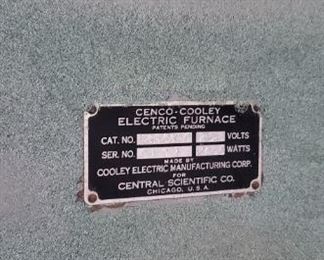 CENCO-COOLEY
ELECTRIC FURNACE
PATENTS PENDING
CAT. NO. VOLTS
SER. NO. WATTS
MADE BY
COOLEY ELECTRIC MANUFACTURING CORP.
FOR
CENTRAL SCIENTIFIC CO.
CHICAGO, U.S.A.